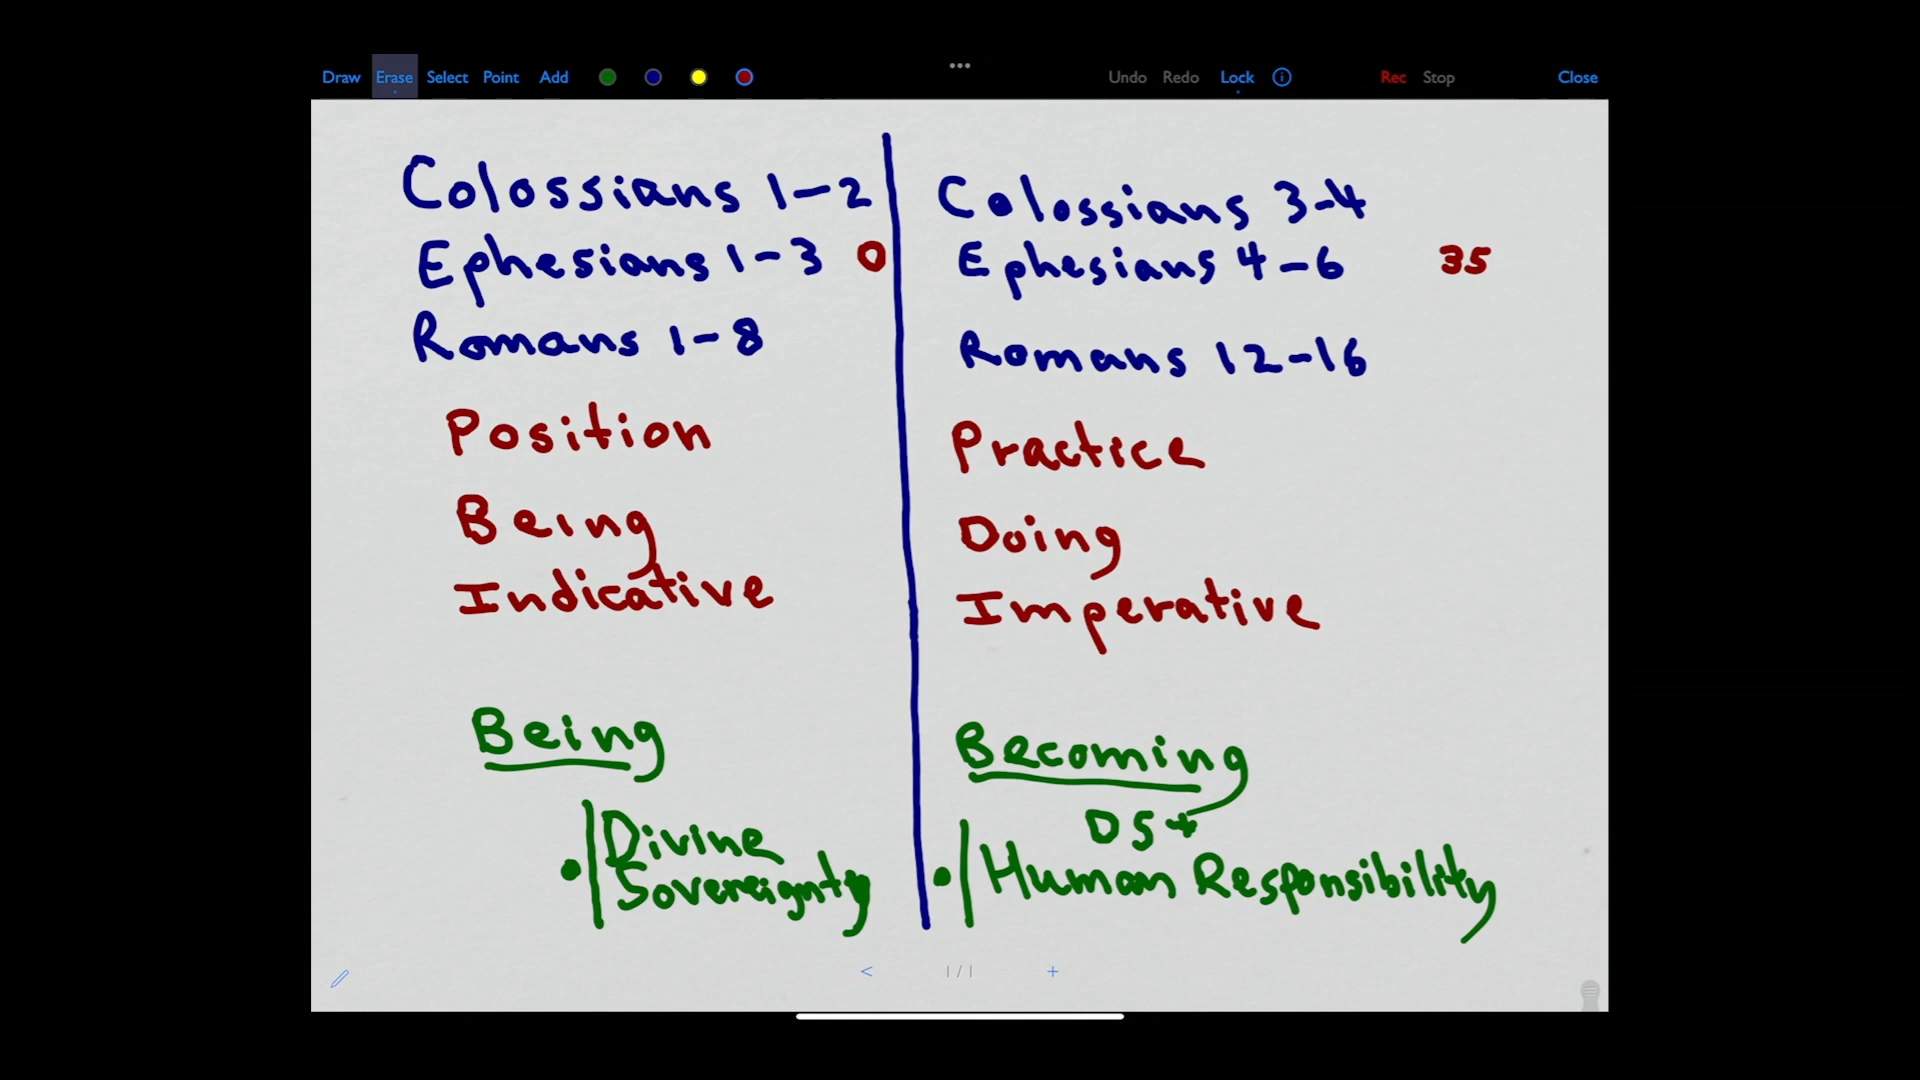 •••
Draw Erase Select Point Add Undo Redo Lock Rec Stop Close
Colossians 1-2
Ephesians 1-3 0
Romans 1-8
Position
Being
Indicative
Being
• Divine
Sovereignty
Colossians 3-4
Ephesians 4-6 35
Romans 12-16
Practice
Doing
Imperative
Becoming
DS +
• Human Responsibility
< 1/1 +